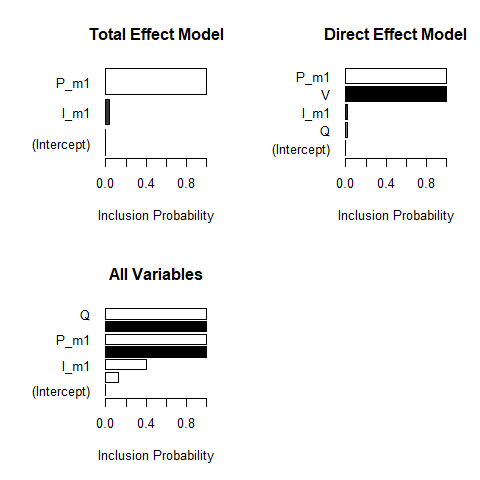 Total Effect Model
P_m1
I_m1
(Intercept)
0.0 0.4 0.8
Inclusion Probability
Direct Effect Model
P_m1
V
I_m1
Q
(Intercept)
0.0 0.4 0.8
Inclusion Probability
All Variables
Q
P_m1
I_m1
(Intercept)
0.0 0.4 0.8
Inclusion Probability